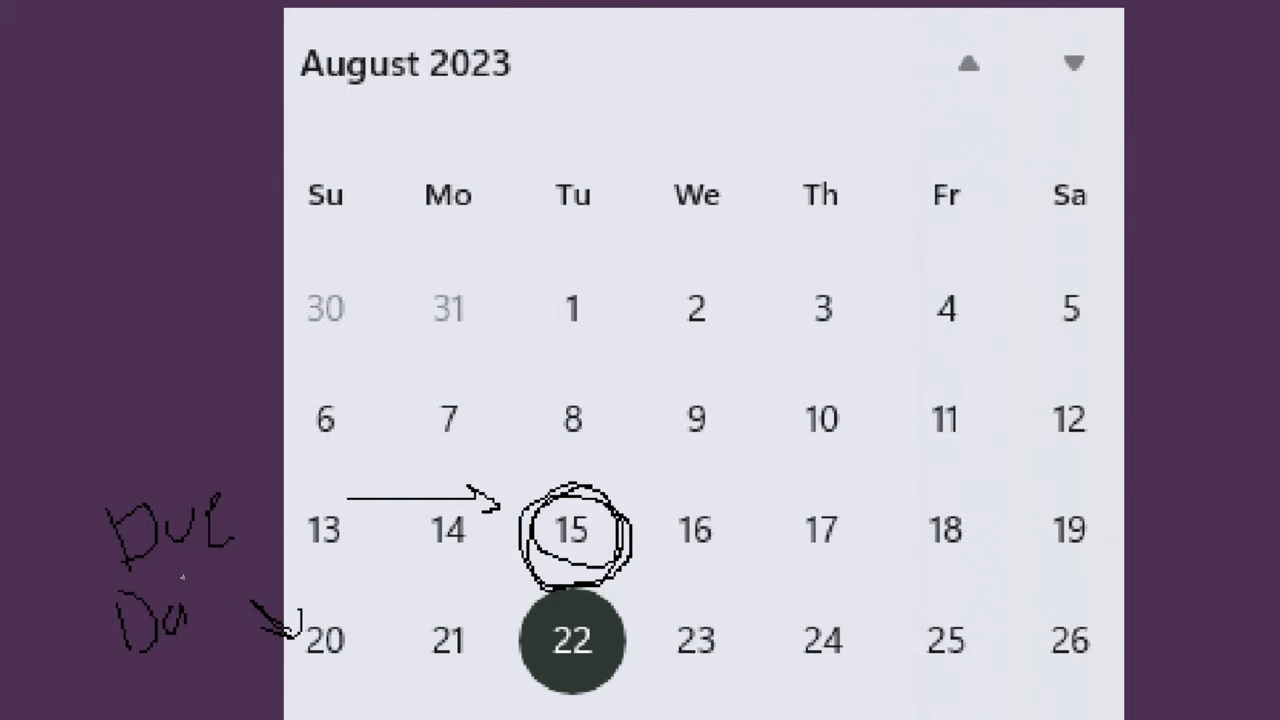 August 2023
Su Mo Tu We Th Fr Sa
30 31 1 2 3 4 5
6 7 8 9 10 11 12
13 14 15 16 17 18 19
20 21 22 23 24 25 26
DUE
Da